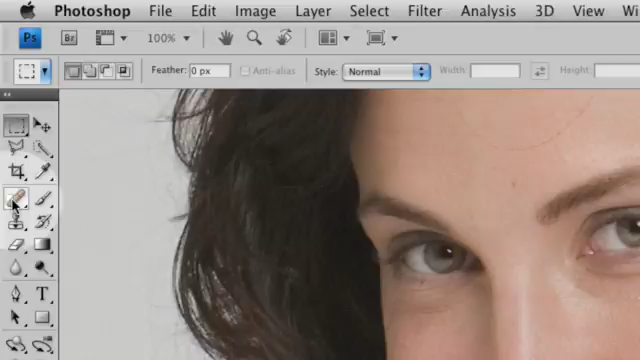 Photoshop File Edit Image Layer Select Filter Analysis 3D View Wi
Ps Br 100%
Feather: 0 px Anti-alias Style: Normal Width: Height:
T